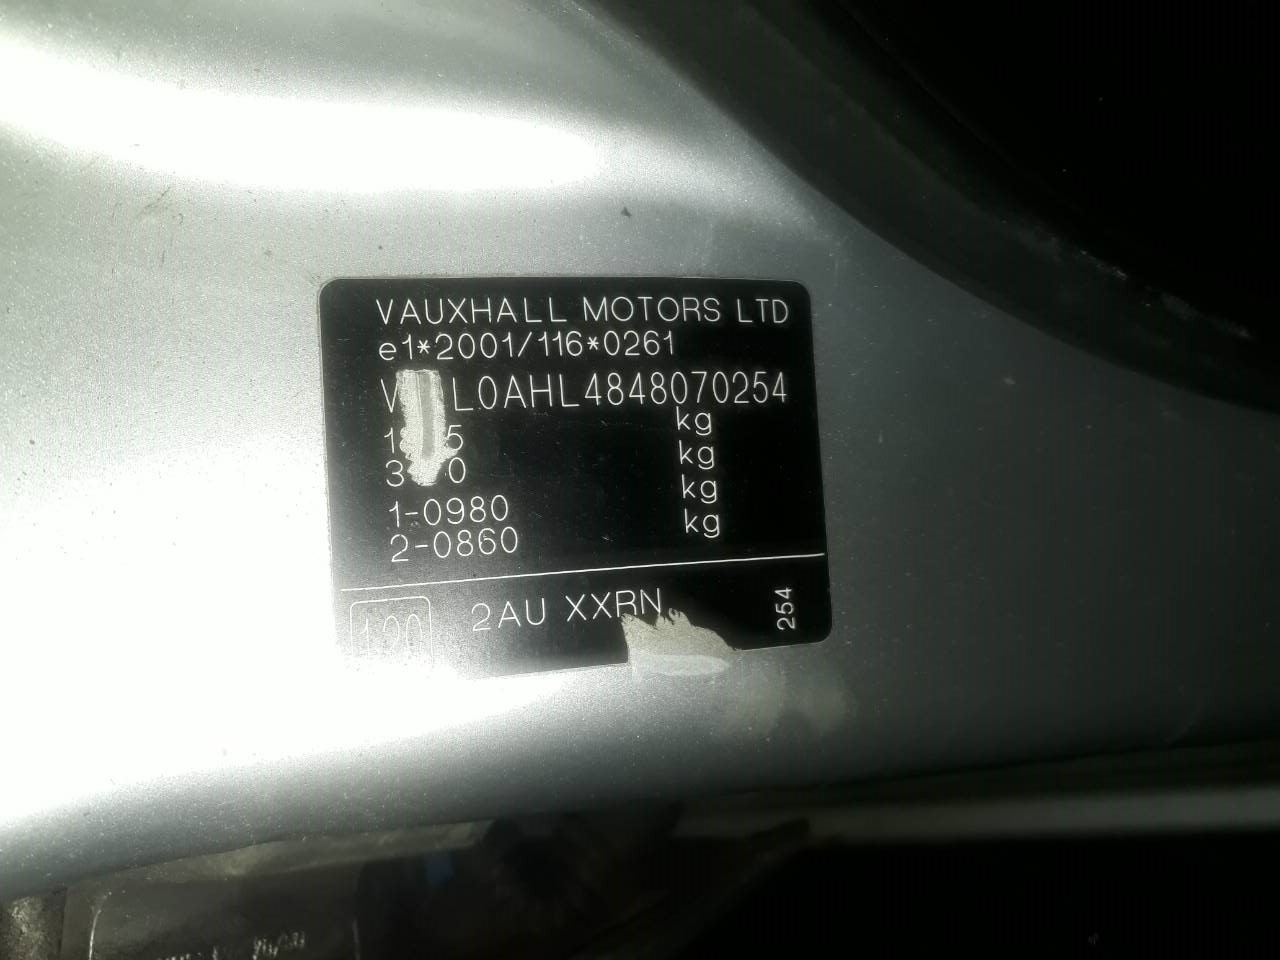 VAUXHALL MOTORS LTD
e1*2001/116*0261
L0AHL4848070254
kg
kg
1-0980 kg
2-0860 kg
120 2AU XXRN 254